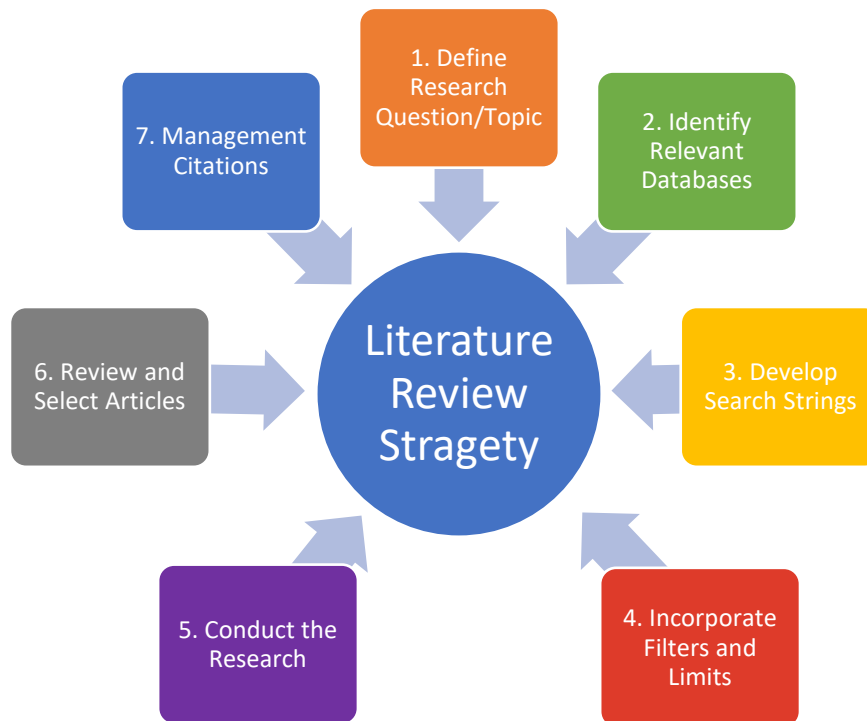 1. Define
Research
Question/Topic
2. Identify
Relevant
Databases
3. Develop
Search Strings
4. Incorporate
Filters and
Limits
5. Conduct the
Research
6. Review and
Select Articles
7. Management
Citations
Literature
Review
Stragety